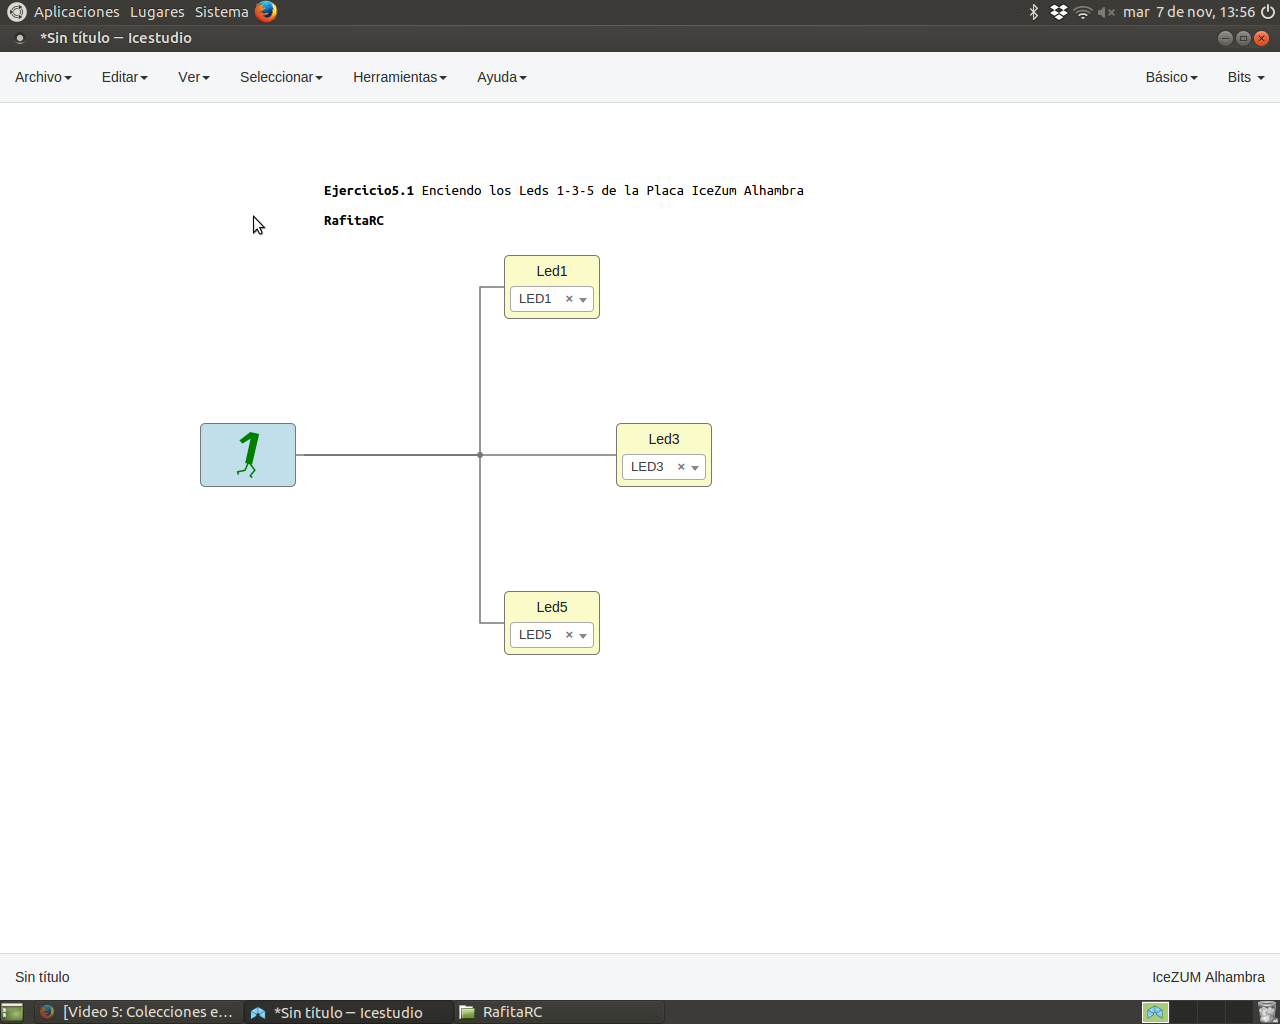 Aplicaciones Lugares Sistema mar 7 de nov, 13:56
*Sin título — Icestudio
Archivo Editar Ver Seleccionar Herramientas Ayuda Básico Bits
Ejercicio5.1 Enciendo los Leds 1-3-5 de la Placa IceZum Alhambra
RafitaRC
Led1
LED1 × 
1
Led3
LED3 ×
Led5
LED5 ×
Sin título IceZUM Alhambra
[Video 5: Colecciones e... *Sin título — Icestudio RafitaRC